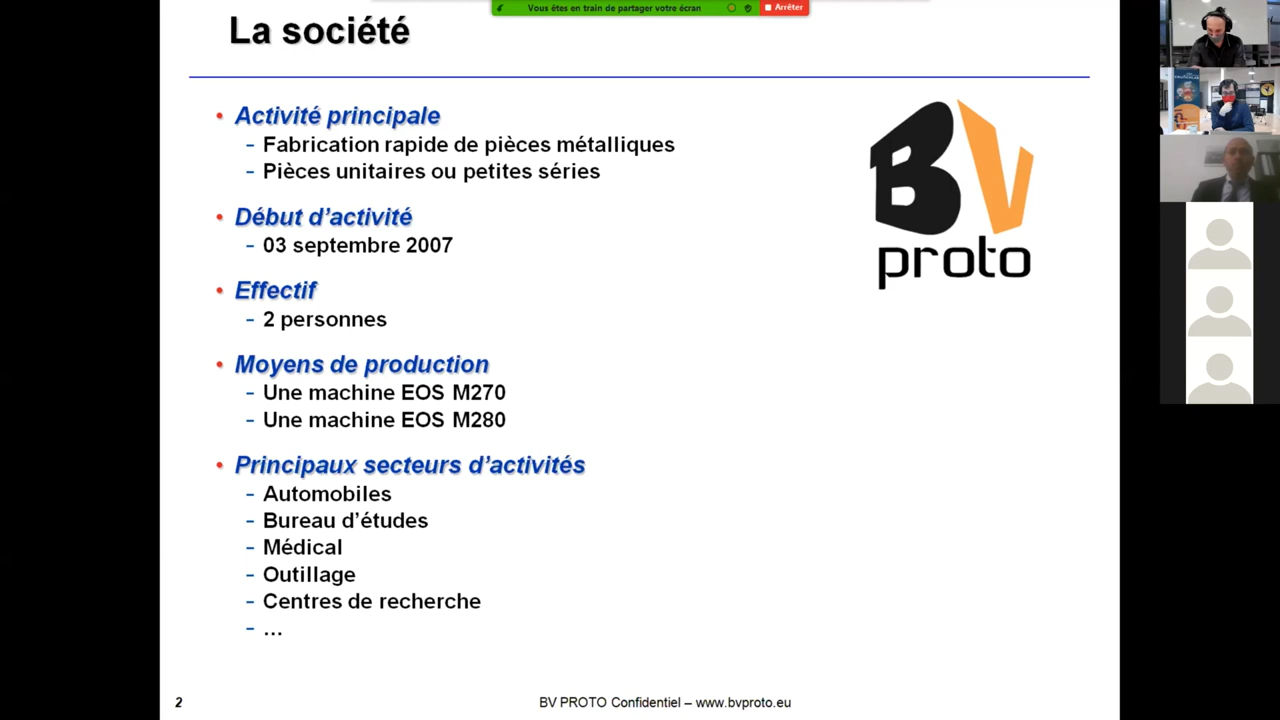 Vous êtes en train de partager votre écran
Arrêter
La société
• Activité principale
- Fabrication rapide de pièces métalliques
- Pièces unitaires ou petites séries
• Début d’activité
- 03 septembre 2007
• Effectif
- 2 personnes
• Moyens de production
- Une machine EOS M270
- Une machine EOS M280
• Principaux secteurs d’activités
- Automobiles
- Bureau d’études
- Médical
- Outillage
- Centres de recherche
- ...
BV
proto
2
BV PROTO Confidentiel – www.bvproto.eu